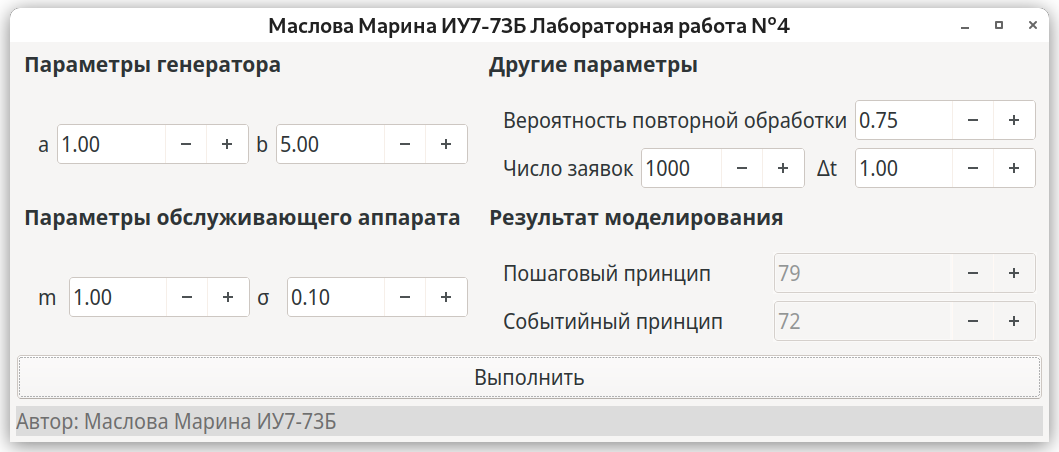 Маслова Марина ИУ7-73Б Лабораторная работа №4
Параметры генератора
a 1.00 − + b 5.00 − +
Параметры обслуживающего аппарата
m 1.00 − + σ 0.10 − +
Другие параметры
Вероятность повторной обработки 0.75 − +
Число заявок 1000 − + Δt 1.00 − +
Результат моделирования
Пошаговый принцип 79 − +
Событийный принцип 72 − +
Выполнить
Автор: Маслова Марина ИУ7-73Б